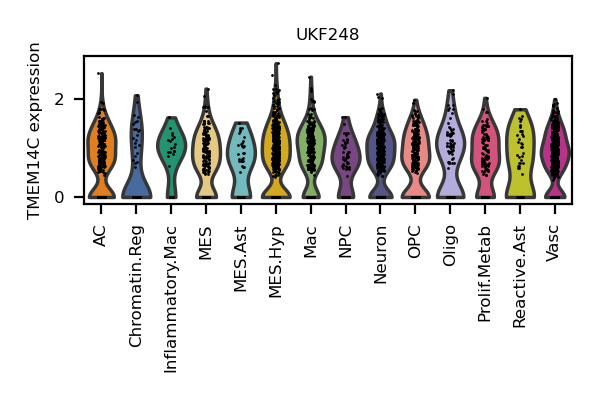 UKF248
TMEM14C expression
2
0
AC
Chromatin.Reg
Inflammatory.Mac
MES
MES.Ast
MES.Hyp
Mac
NPC
Neuron
OPC
Oligo
Prolif.Metab
Reactive.Ast
Vasc